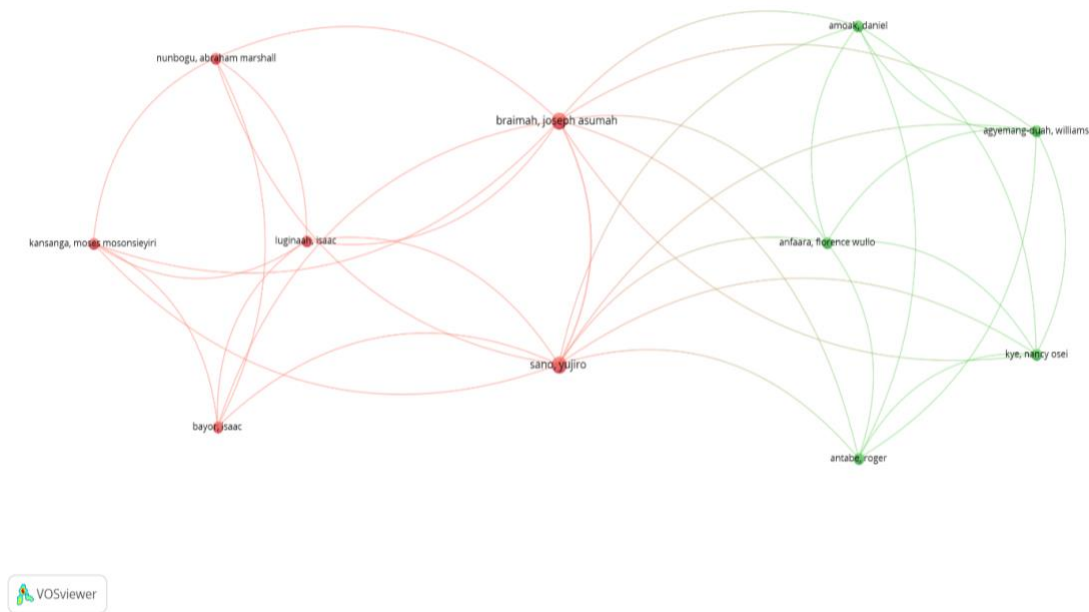 amoak, daniel
nunbogu, abraham marshall
braimah, joseph asumah
agyemang-duah, williams
kansanga, moses mosonsieyiri
luginaah, isaac
anfaara, florence wullo
kye, nancy osei
sano, yujiro
bayor, isaac
antabe, roger
VOSviewer